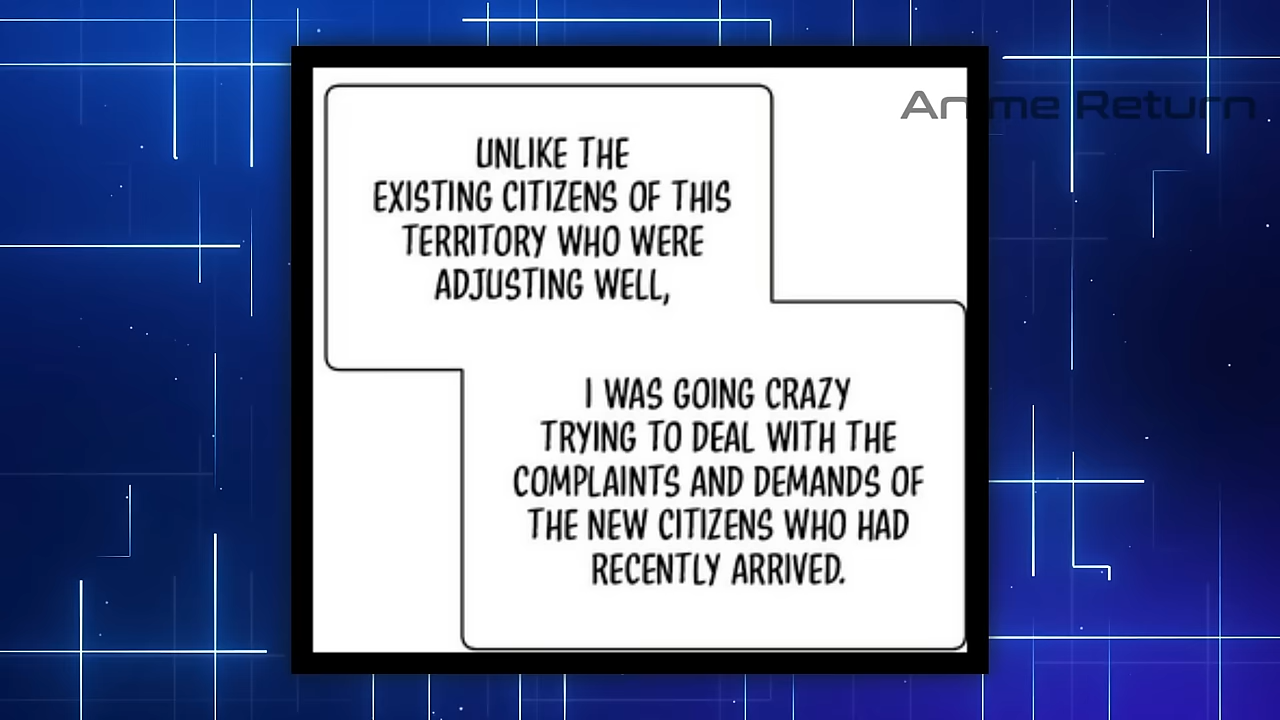 Anime Return
UNLIKE THE
EXISTING CITIZENS OF THIS
TERRITORY WHO WERE
ADJUSTING WELL,
I WAS GOING CRAZY
TRYING TO DEAL WITH THE
COMPLAINTS AND DEMANDS OF
THE NEW CITIZENS WHO HAD
RECENTLY ARRIVED.